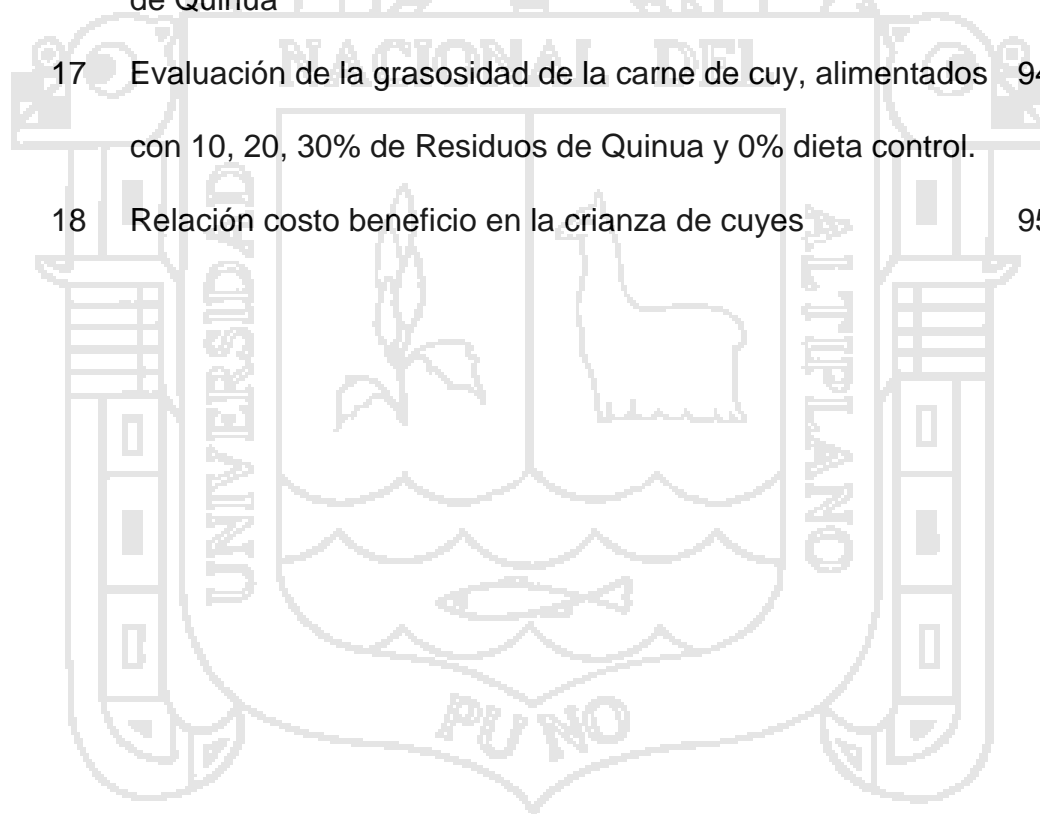 de Quinua
NACIONAL DEL
17 Evaluación de la grasosidad de la carne de cuy, alimentados 94
con 10, 20, 30% de Residuos de Quinua y 0% dieta control.
18 Relación costo beneficio en la crianza de cuyes 95
UNIVERSIDAD
ALTIPLANO
PUNO